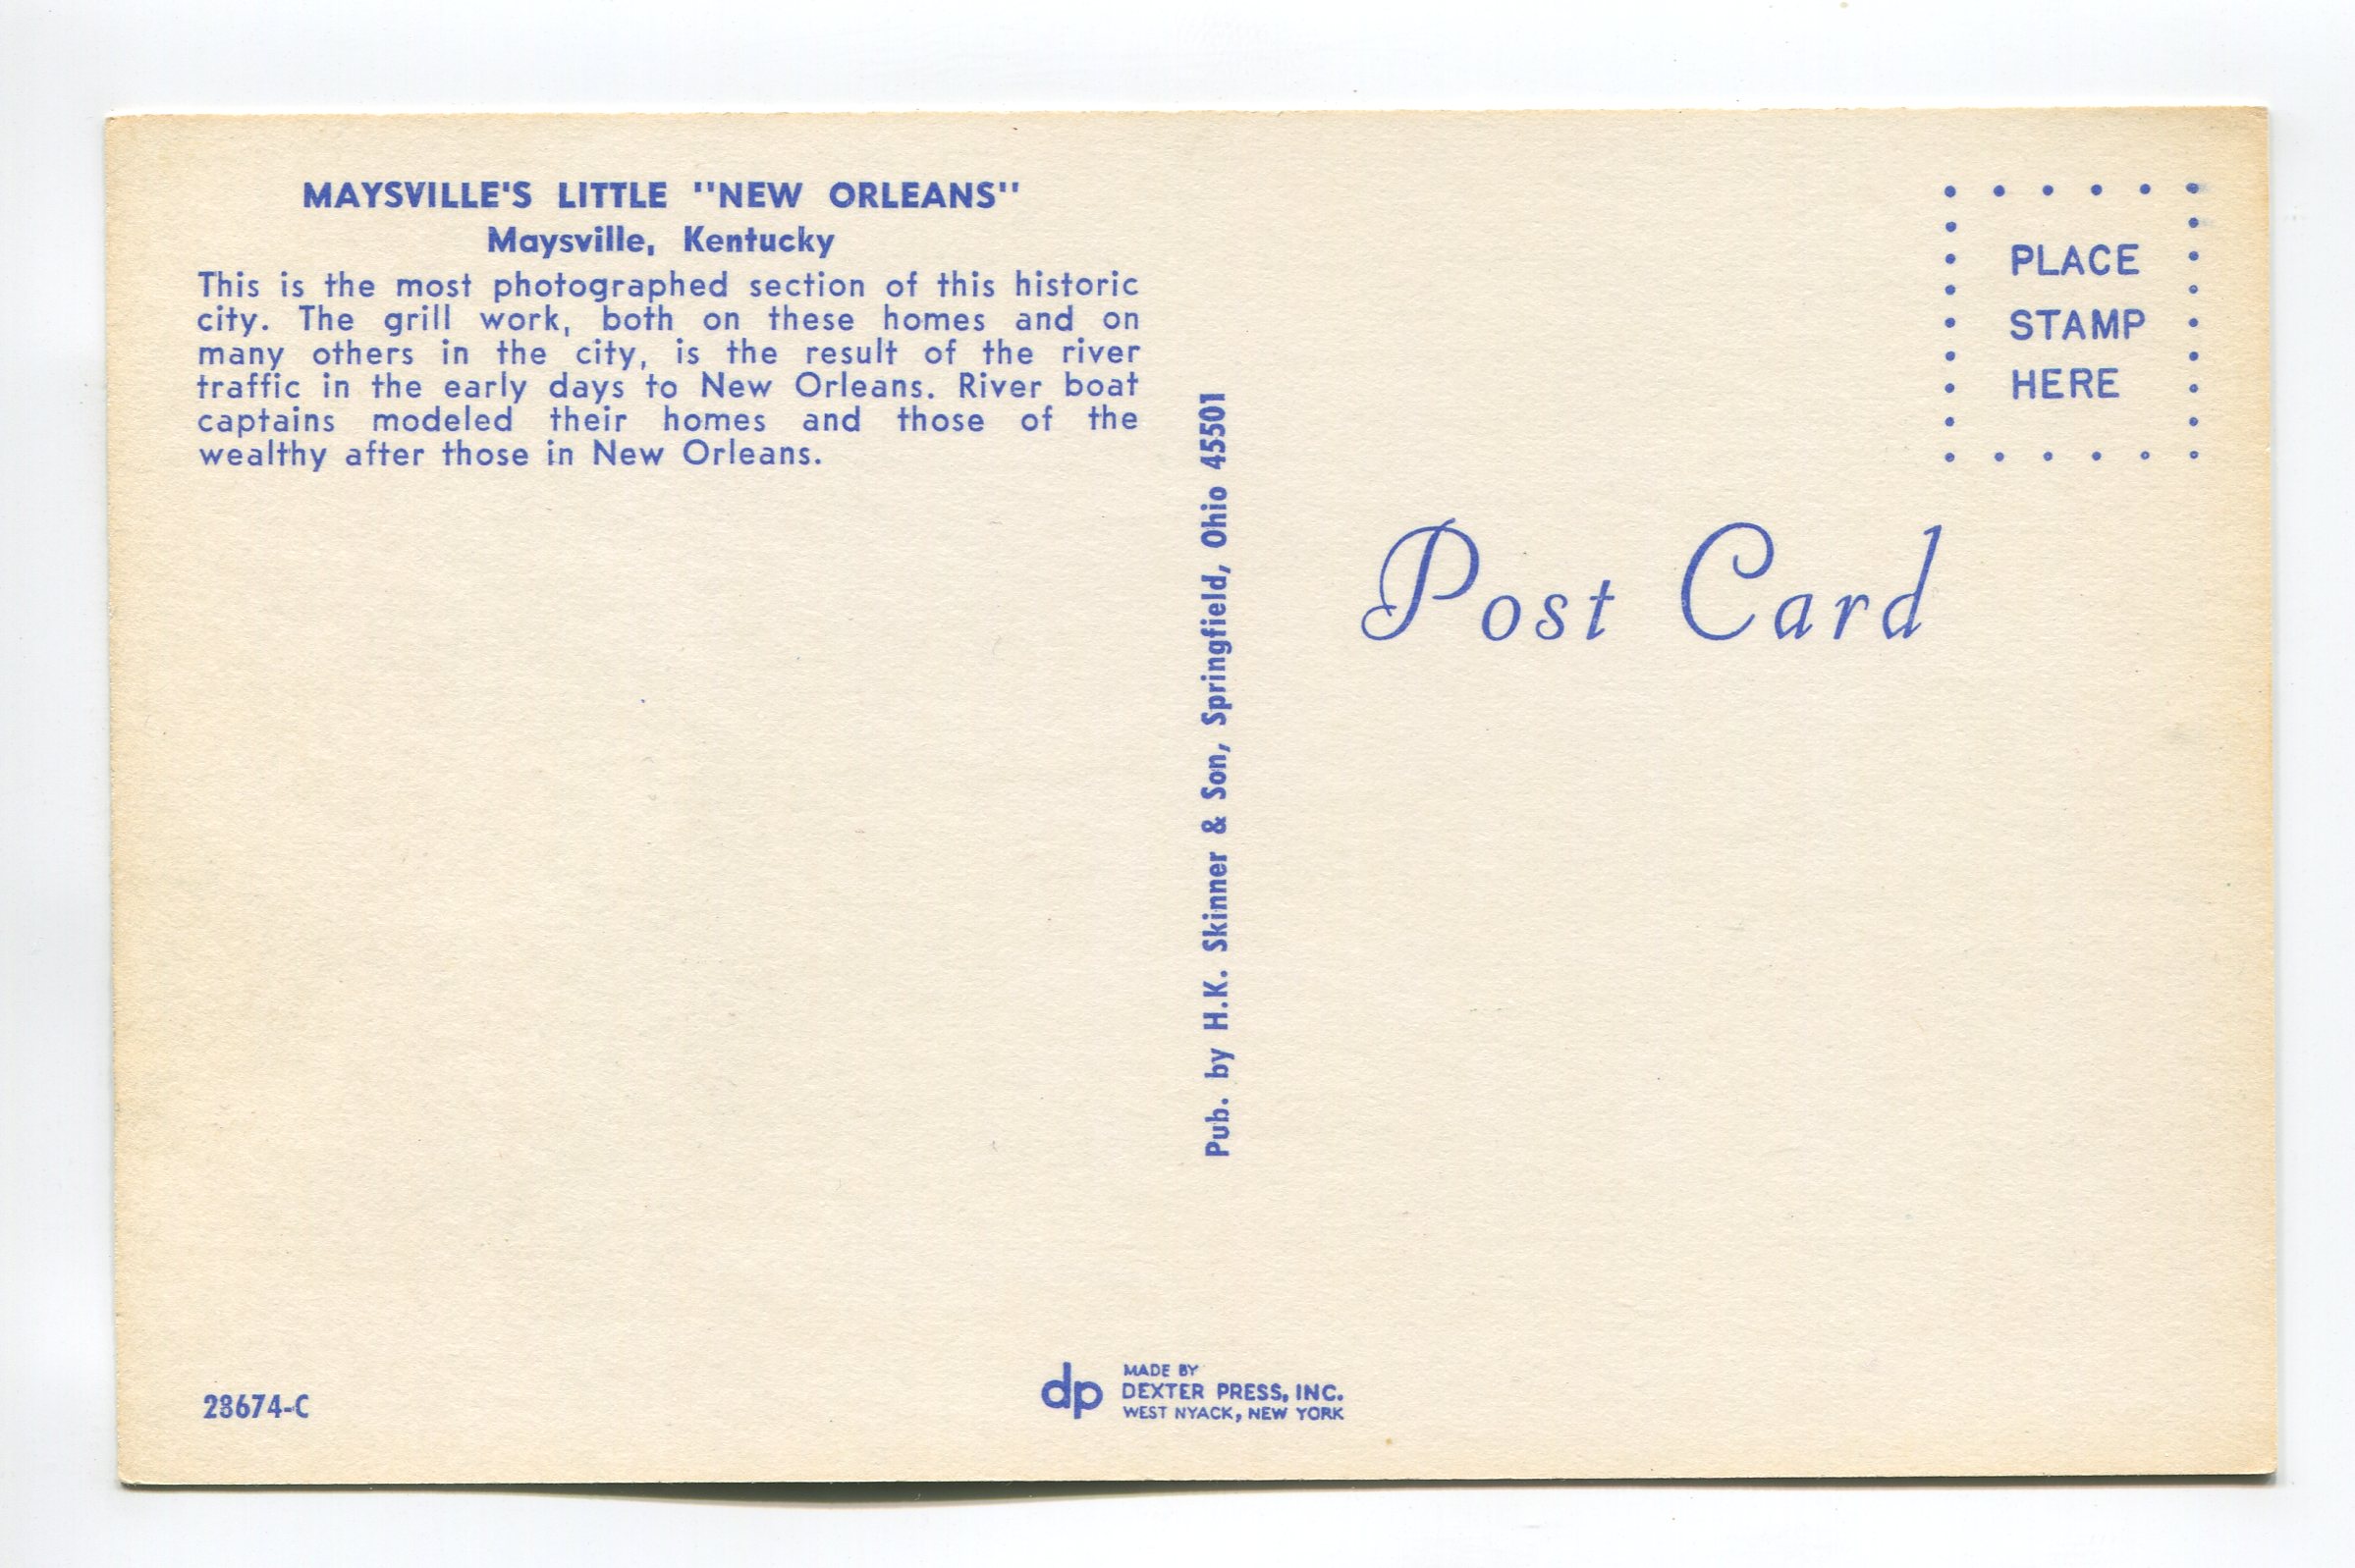 MAYSVILLE'S LITTLE "NEW ORLEANS"
Maysville, Kentucky
This is the most photographed section of this historic
city. The grill work, both on these homes and on
many others in the city, is the result of the river
traffic in the early days to New Orleans. River boat
captains modeled their homes and those of the
wealthy after those in New Orleans.
Pub. by H.K. Skinner & Son, Springfield, Ohio 45501
PLACE
STAMP
HERE
Post Card
28674-C
dp
MADE BY
DEXTER PRESS, INC.
WEST NYACK, NEW YORK